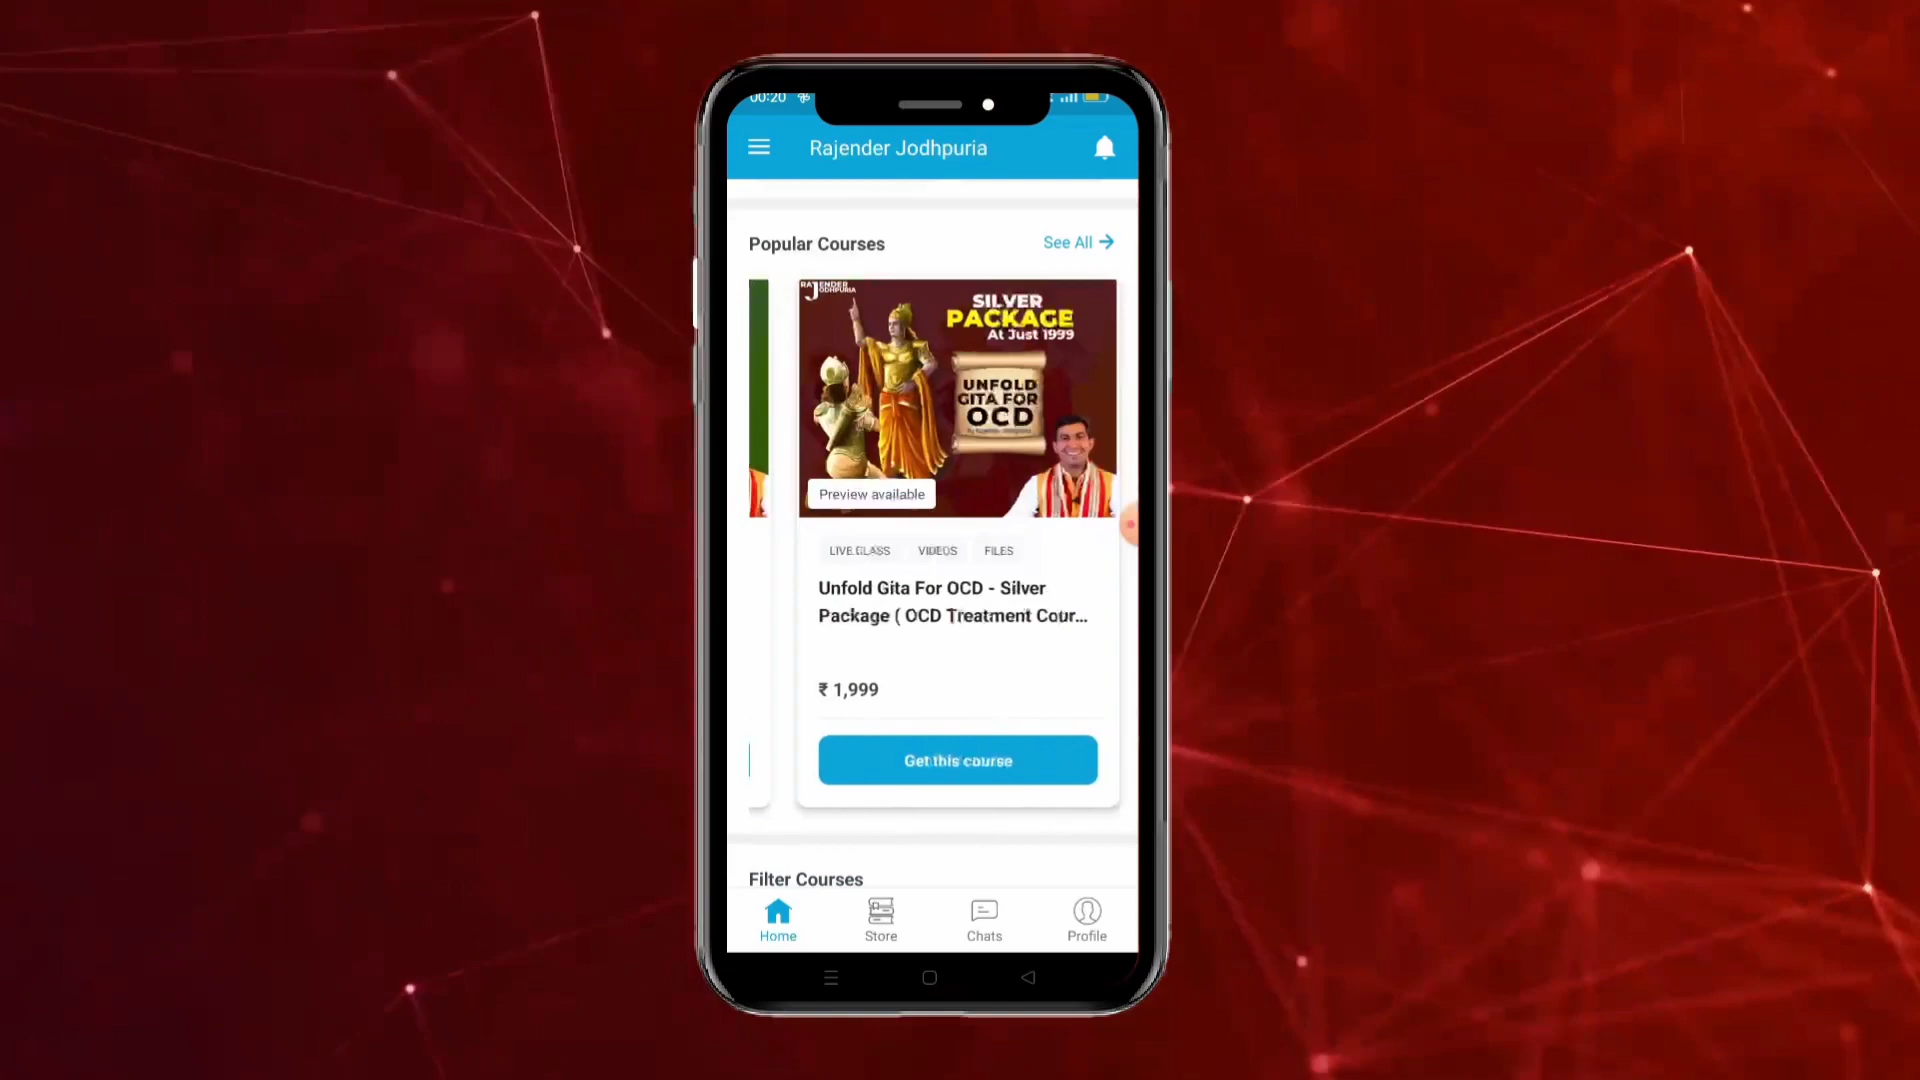 00:20
Rajender Jodhpuria
Popular Courses
See All
RAJENDER
JODHPURIA
SILVER
PACKAGE
At Just 1999
UNFOLD
GITA FOR
OCD
Preview available
LIVE CLASS VIDEOS FILES
Unfold Gita For OCD - Silver
Package ( OCD Treatment Cour...
₹ 1,999
Get this course
Filter Courses
Home Store Chats Profile